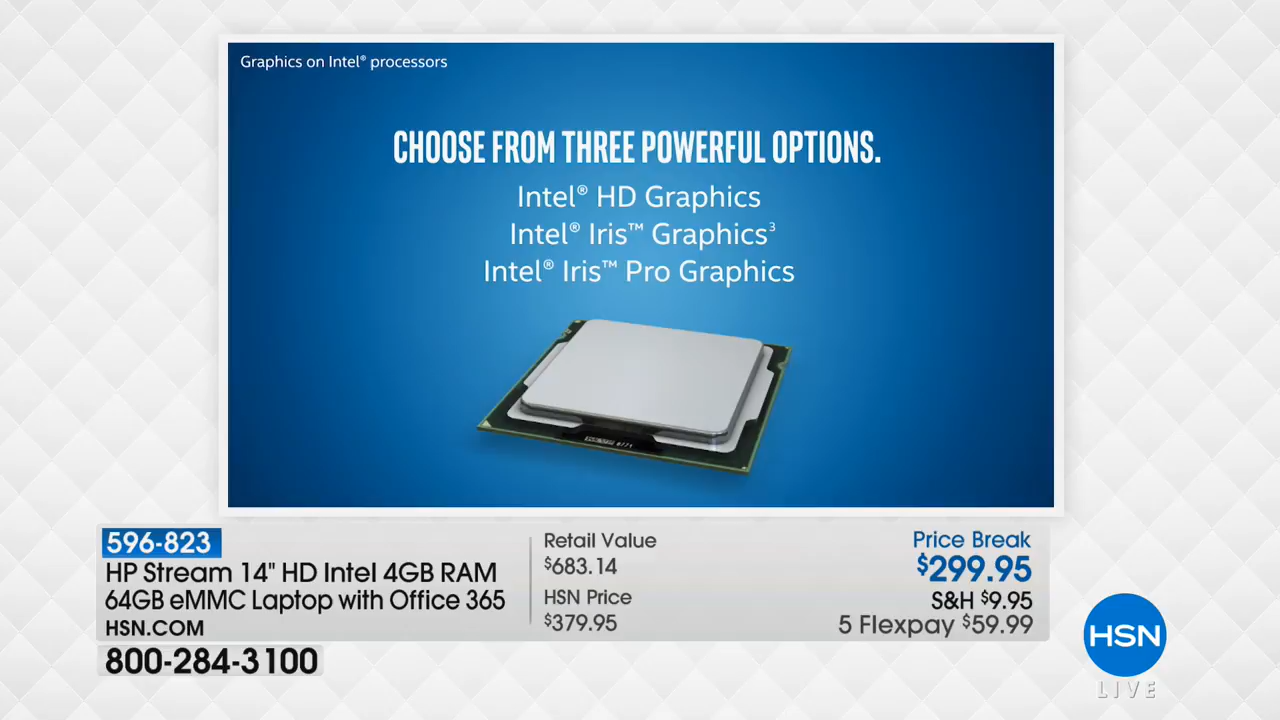 Graphics on Intel® processors
CHOOSE FROM THREE POWERFUL OPTIONS.
Intel® HD Graphics
Intel® Iris™ Graphics³
Intel® Iris™ Pro Graphics
596-823
HP Stream 14" HD Intel 4GB RAM
64GB eMMC Laptop with Office 365
HSN.COM
800-284-3100
Retail Value
$683.14
HSN Price
$379.95
Price Break
$299.95
S&H $9.95
5 Flexpay $59.99
HSN
LIVE